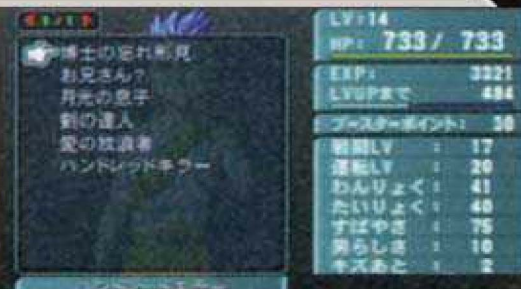 博士の忘れ形見
お兄さん?
月光の息子
剣の達人
愛の放浪者
ハンドレッドキラー
LV:14
HP: 733/ 733
EXP: 3321
LVUPまで 484
ブースターポイント: 30
戦闘LV : 17
運転LV : 20
わんりょく: 41
たいりょく: 40
すばやさ : 75
男らしさ : 10
キズあと : 2